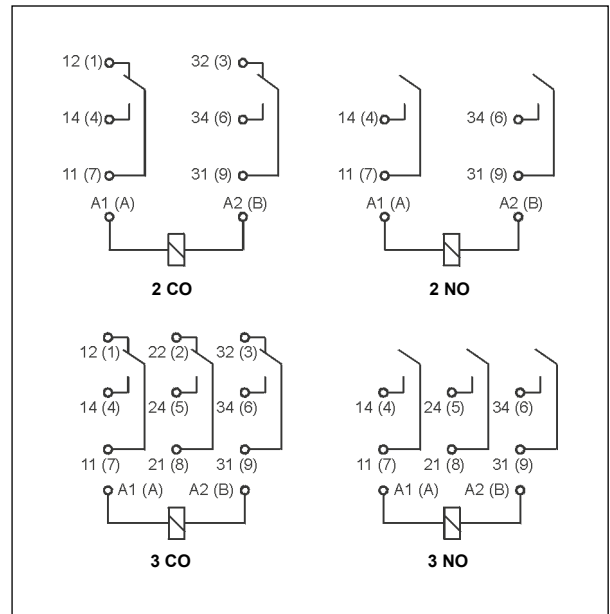 12 (1) 32 (3)
14 (4) 34 (6) 14 (4) 34 (6)
11 (7) 31 (9) 11 (7) 31 (9)
A1 (A) A2 (B) A1 (A) A2 (B)
2 CO 2 NO
12 (1) 22 (2) 32 (3)
14 (4) 24 (5) 34 (6) 14 (4) 24 (5) 34 (6)
11 (7) 21 (8) 31 (9) 11 (7) 21 (8) 31 (9)
A1 (A) A2 (B) A1 (A) A2 (B)
3 CO 3 NO